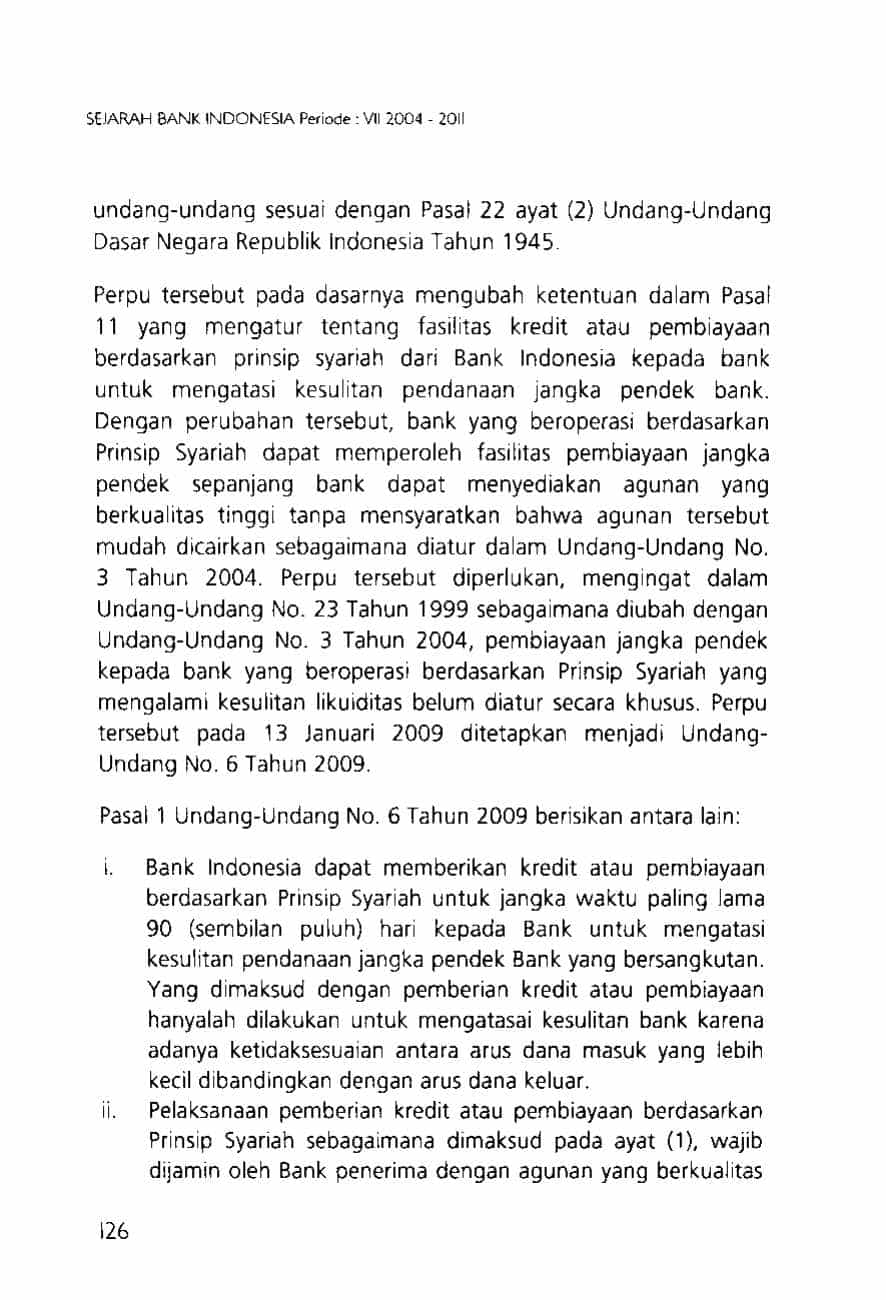 SEJARAH BANK INDONESIA Periode : VII 2004 - 2011
undang-undang sesuai dengan Pasal 22 ayat (2) Undang-Undang
Dasar Negara Republik Indonesia Tahun 1945.
Perpu tersebut pada dasarnya mengubah ketentuan dalam Pasal
11 yang mengatur tentang fasilitas kredit atau pembiayaan
berdasarkan prinsip syariah dari Bank Indonesia kepada bank
untuk mengatasi kesulitan pendanaan jangka pendek bank.
Dengan perubahan tersebut, bank yang beroperasi berdasarkan
Prinsip Syariah dapat memperoleh fasilitas pembiayaan jangka
pendek sepanjang bank dapat menyediakan agunan yang
berkualitas tinggi tanpa mensyaratkan bahwa agunan tersebut
mudah dicairkan sebagaimana diatur dalam Undang-Undang No.
3 Tahun 2004. Perpu tersebut diperlukan, mengingat dalam
Undang-Undang No. 23 Tahun 1999 sebagaimana diubah dengan
Undang-Undang No. 3 Tahun 2004, pembiayaan jangka pendek
kepada bank yang beroperasi berdasarkan Prinsip Syariah yang
mengalami kesulitan likuiditas belum diatur secara khusus. Perpu
tersebut pada 13 Januari 2009 ditetapkan menjadi Undang-
Undang No. 6 Tahun 2009.
Pasal 1 Undang-Undang No. 6 Tahun 2009 berisikan antara lain:
i. Bank Indonesia dapat memberikan kredit atau pembiayaan
berdasarkan Prinsip Syariah untuk jangka waktu paling lama
90 (sembilan puluh) hari kepada Bank untuk mengatasi
kesulitan pendanaan jangka pendek Bank yang bersangkutan.
Yang dimaksud dengan pemberian kredit atau pembiayaan
hanyalah dilakukan untuk mengatasai kesulitan bank karena
adanya ketidaksesuaian antara arus dana masuk yang lebih
kecil dibandingkan dengan arus dana keluar.
ii. Pelaksanaan pemberian kredit atau pembiayaan berdasarkan
Prinsip Syariah sebagaimana dimaksud pada ayat (1), wajib
dijamin oleh Bank penerima dengan agunan yang berkualitas
126